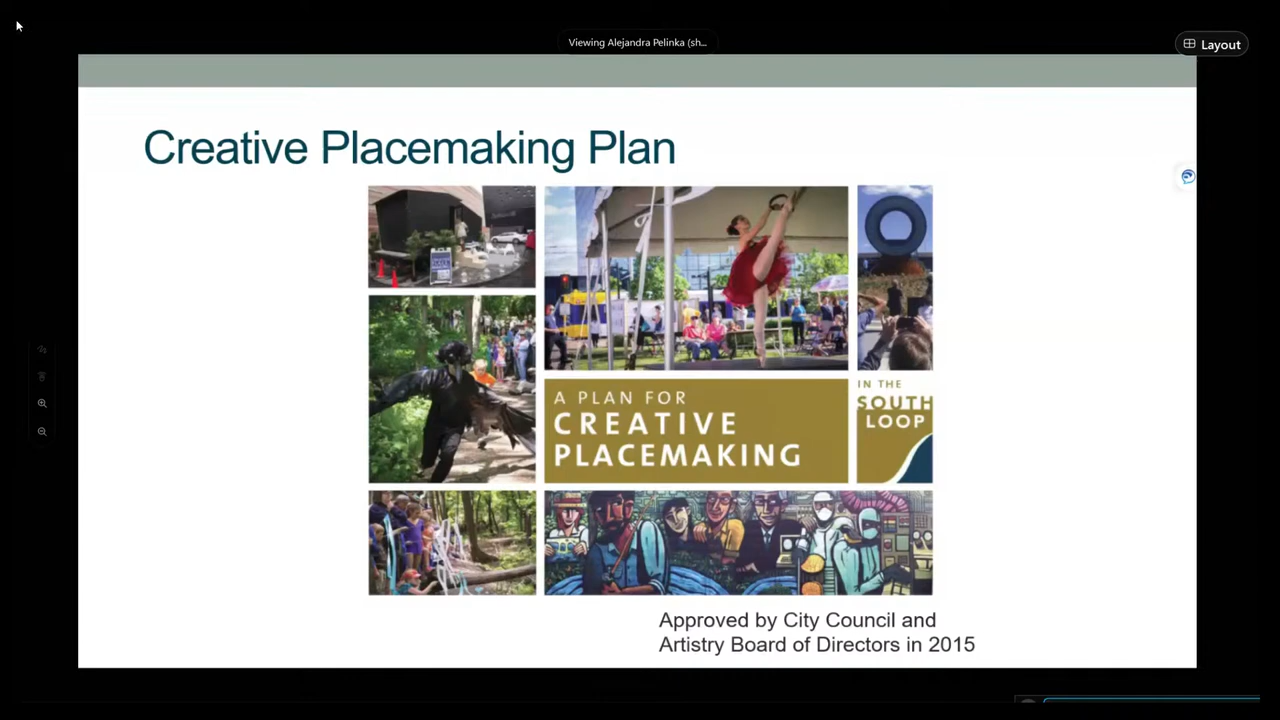 Viewing Alejandra Pelinka (sh...
Layout
Creative Placemaking Plan
A PLAN FOR
CREATIVE
PLACEMAKING
IN THE
SOUTH
LOOP
Approved by City Council and
Artistry Board of Directors in 2015